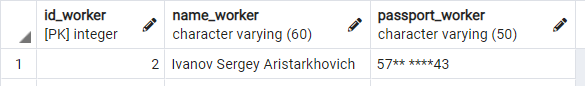 id_worker name_worker passport_worker
[PK] integer character varying (60) character varying (50)
1 2 Ivanov Sergey Aristarkhovich 57** ****43